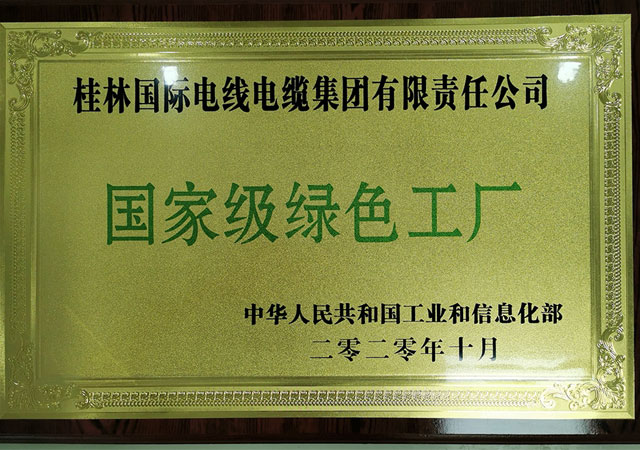 桂林国际电线电缆集团有限责任公司
国家级绿色工厂
中华人民共和国工业和信息化部
二零二零年十月